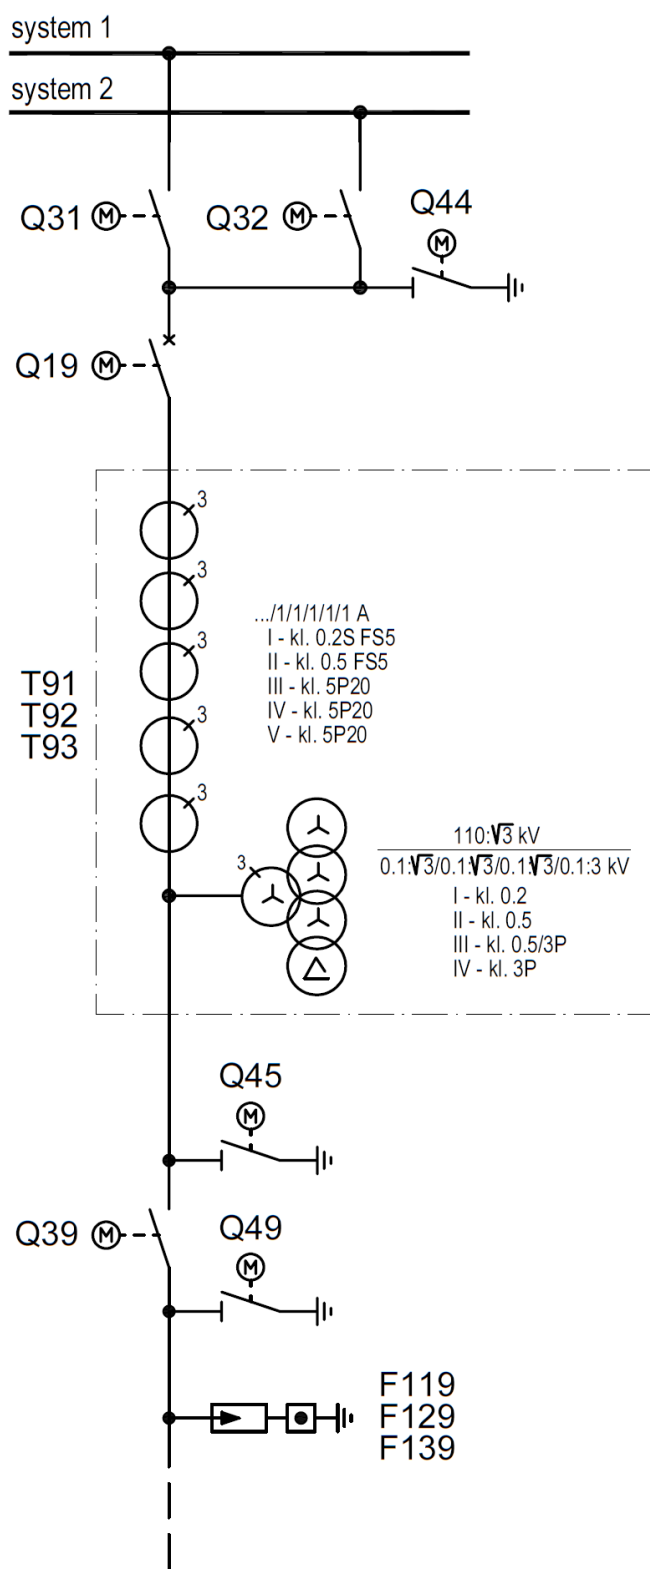 system 1
system 2
Q44
Q31 M
Q32 M
M
Q19 M
3
3
3
3
3
.../1/1/1/1/1 A
I - kl. 0.2S FS5
II - kl. 0.5 FS5
III - kl. 5P20
IV - kl. 5P20
V - kl. 5P20
T91
T92
T93
110:√3 kV
0.1:√3/0.1:√3/0.1:√3/0.1:3 kV
I - kl. 0.2
II - kl. 0.5
III - kl. 0.5/3P
IV - kl. 3P
3
Q45
M
Q39 M
Q49
M
F119
F129
F139